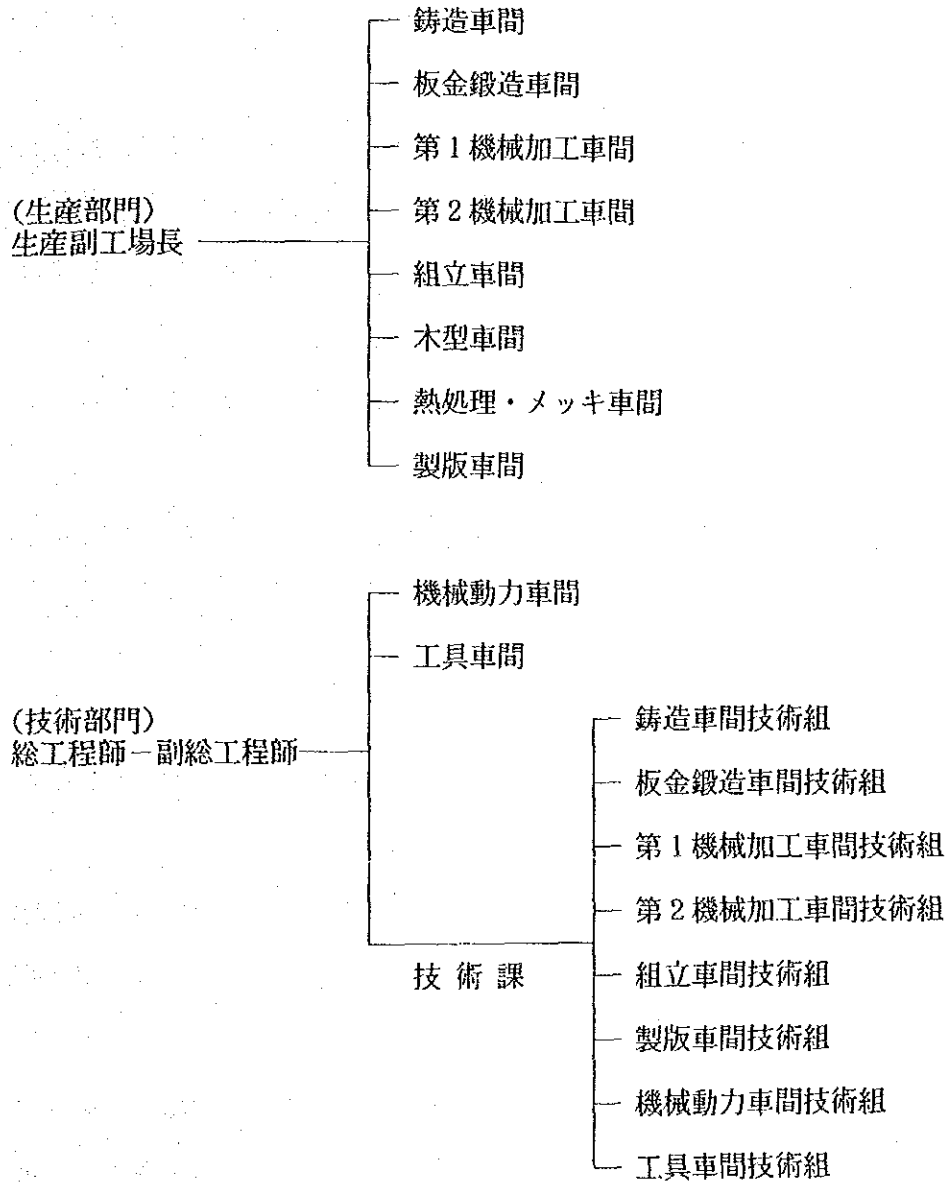 鋳造車間
板金鍛造車間
第1機械加工車間
(生産部門)
第2機械加工車間
生産副工場長
組立車間
木型車間
熱処理・メッキ車間
製版車間
機械動力車間
工具車間
(技術部門)
総工程師-副総工程師
鋳造車間技術組
板金鍛造車間技術組
第1機械加工車間技術組
第2機械加工車間技術組
技術課
組立車間技術組
製版車間技術組
機械動力車間技術組
工具車間技術組